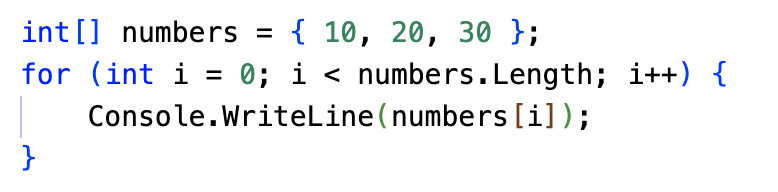 int[] numbers = { 10, 20, 30 };
for (int i = 0; i < numbers.Length; i++) {
    Console.WriteLine(numbers[i]);
}